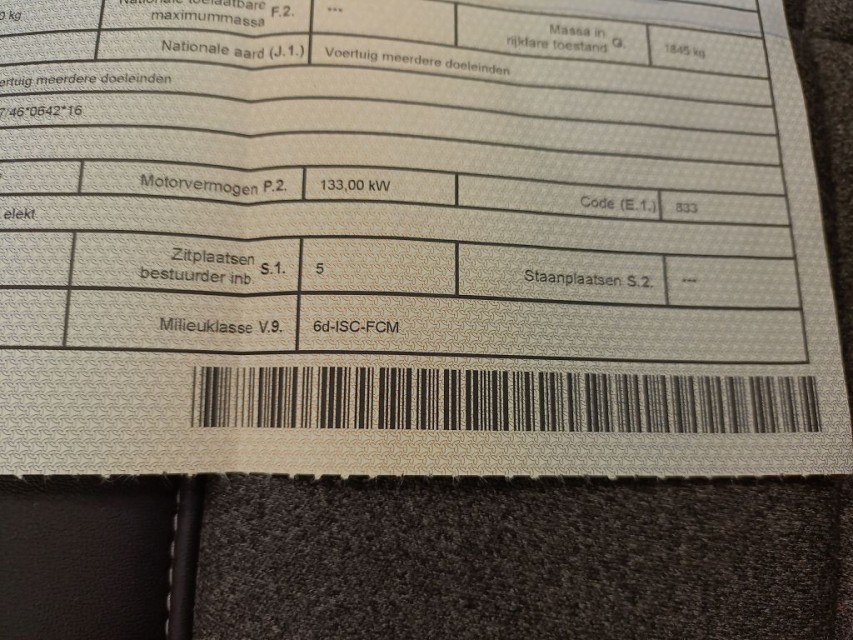 0 kg
Nationale toelaatbare
maximummassa F.2. ---
Massa in
rijklare toestand G. 1845 kg
Nationale aard (J.1.) Voertuig meerdere doeleinden
ertuig meerdere doeleinden
7/46*0642*16
Motorvermogen P.2. 133,00 kW Code (E.1.) 833
elekt
Zitplaatsen
bestuurder inb S.1. 5 Staanplaatsen S.2. ---
Milieuklasse V.9. 6d-ISC-FCM